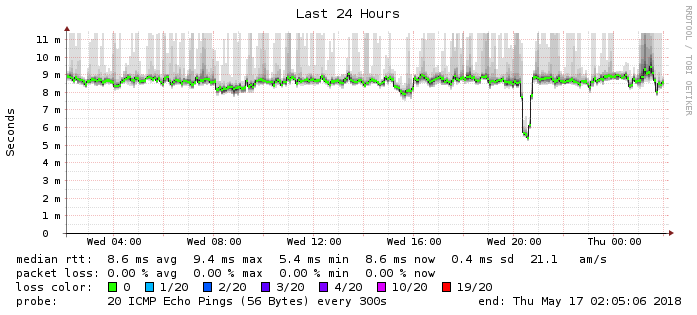 Last 24 Hours
RRDTOOL / TOBI OETIKER
Seconds
11 m
10 m
9 m
8 m
7 m
6 m
5 m
4 m
3 m
2 m
1 m
0
Wed 04:00 Wed 08:00 Wed 12:00 Wed 16:00 Wed 20:00 Thu 00:00
median rtt: 8.6 ms avg 9.4 ms max 5.4 ms min 8.6 ms now 0.4 ms sd 21.1 am/s
packet loss: 0.00 % avg 0.00 % max 0.00 % min 0.00 % now
loss color: 0 1/20 2/20 3/20 4/20 10/20 19/20
probe: 20 ICMP Echo Pings (56 Bytes) every 300s end: Thu May 17 02:05:06 2018